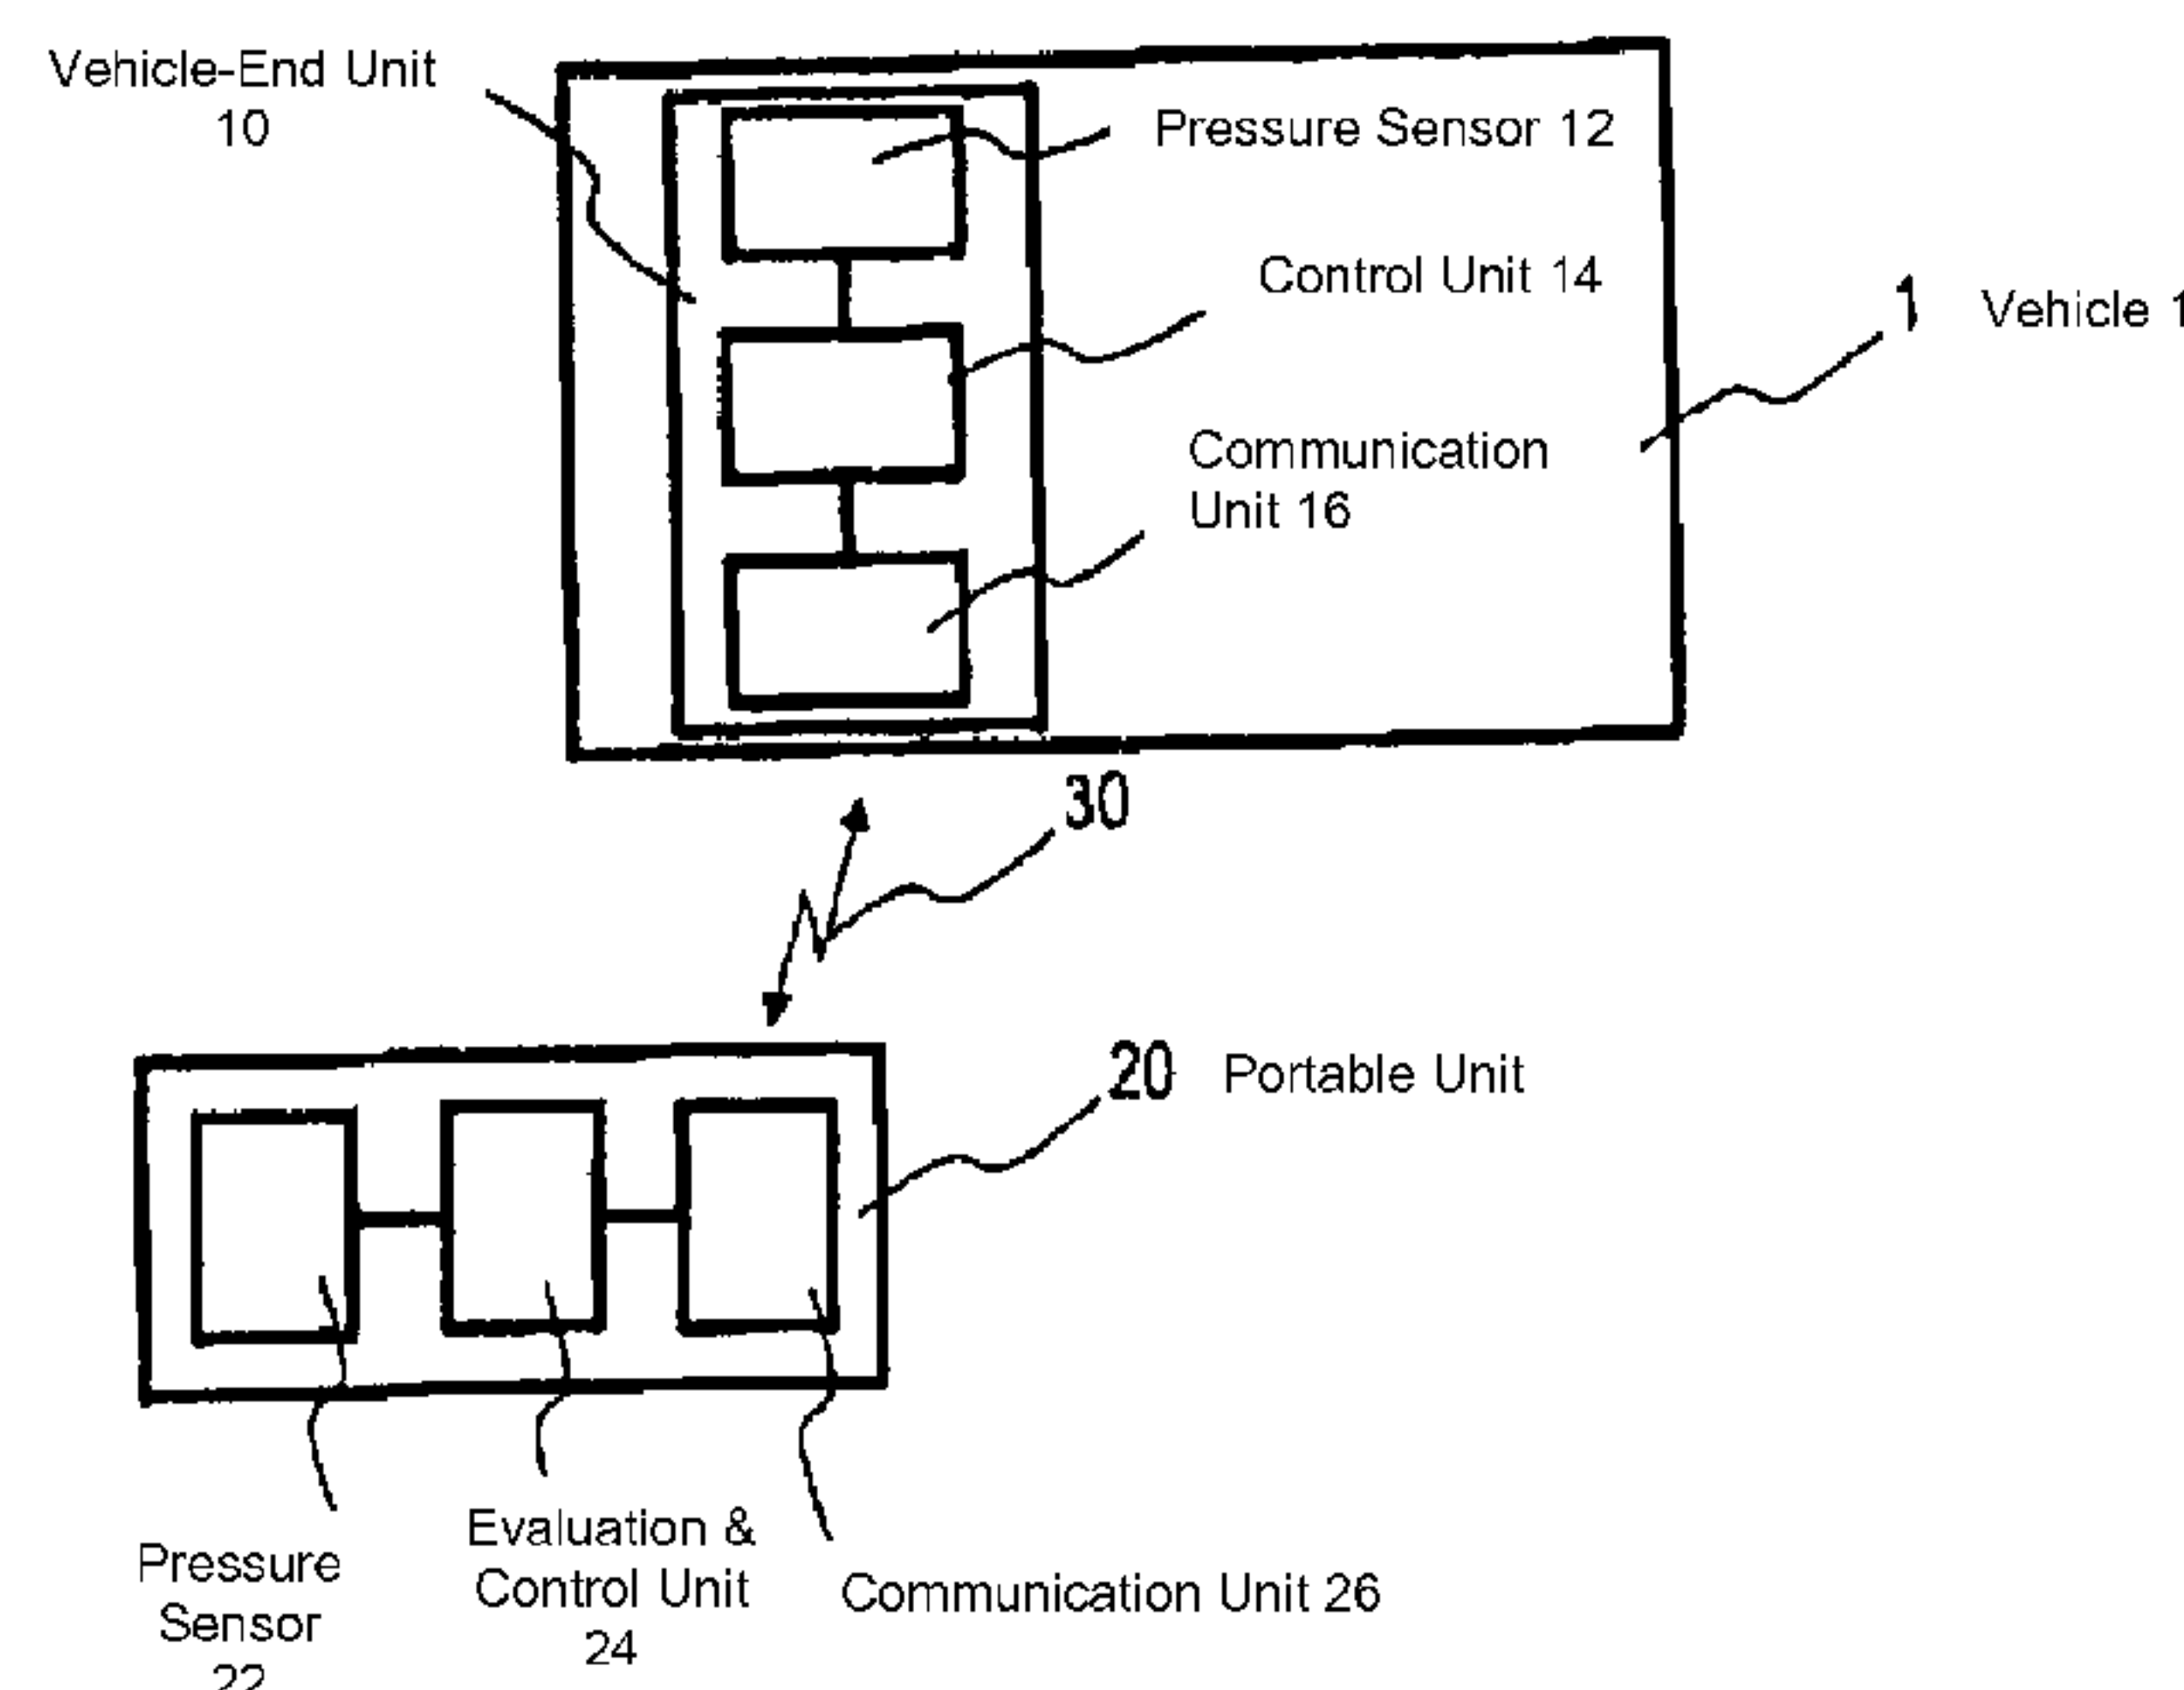 Vehicle-End Unit
10
Pressure Sensor 12
Control Unit 14
1 Vehicle 1
Communication
Unit 16
30
20 Portable Unit
Pressure
Sensor
22
Evaluation &
Control Unit
24
Communication Unit 26